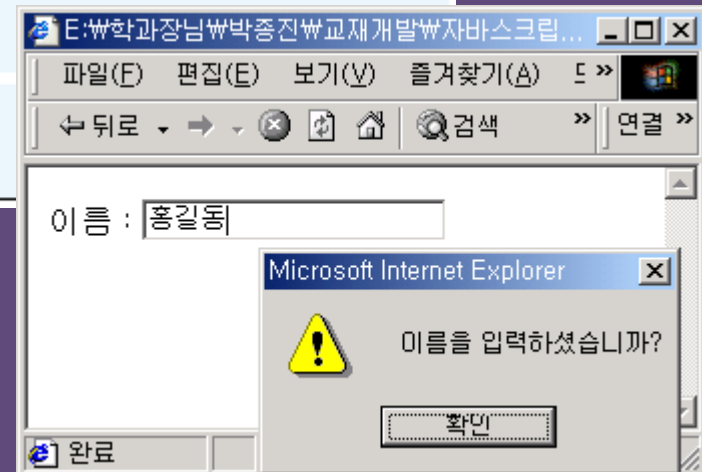 E:₩학과장님₩박종진₩교재개발₩자바스크립...
파일(F) 편집(E) 보기(V) 즐겨찾기(A) »
뒤로 검색 » 연결 »
이름 : 홍길동
Microsoft Internet Explorer
이름을 입력하셨습니까?
확인
완료